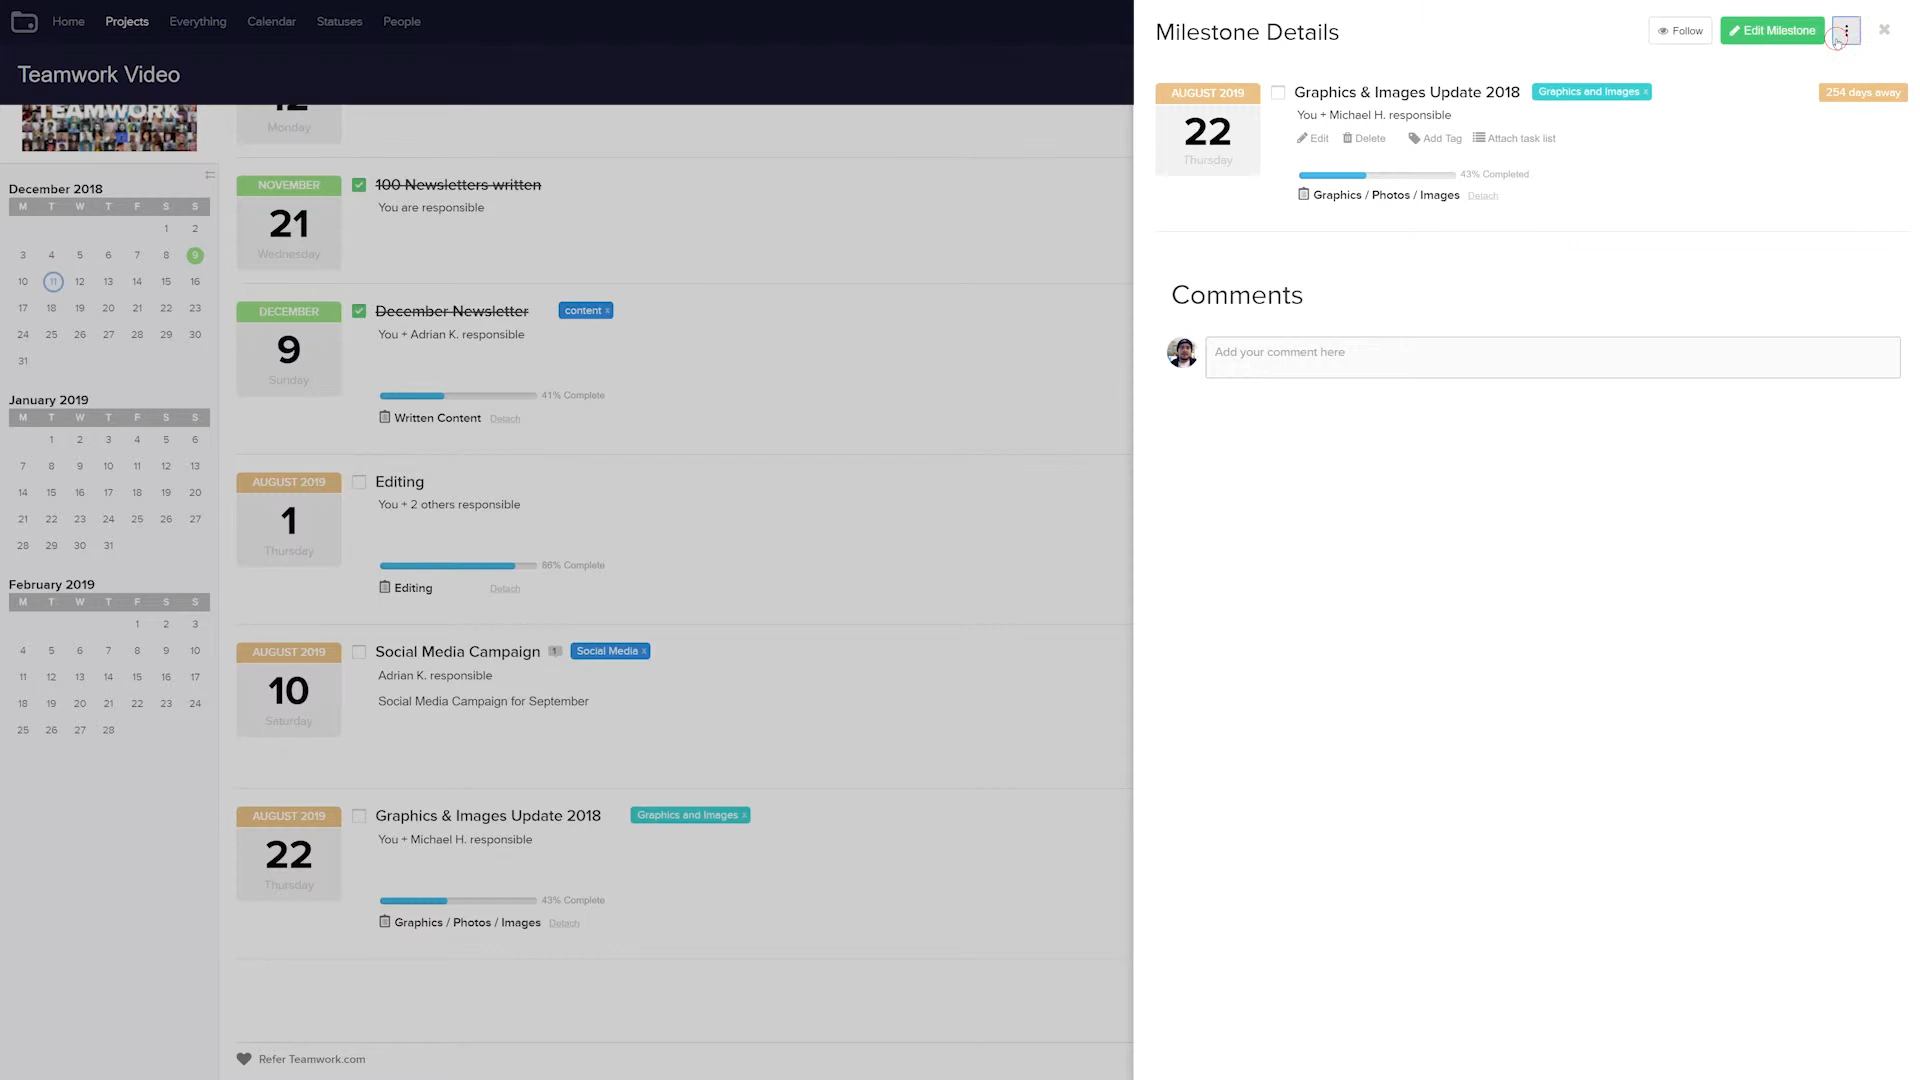 Home Projects Everything Calendar Statuses People
Teamwork Video
TEAMWORK
December 2018
M T W T F S S
1 2
3 4 5 6 7 8 9
10 11 12 13 14 15 16
17 18 19 20 21 22 23
24 25 26 27 28 29 30
31
January 2019
M T W T F S S
1 2 3 4 5 6
7 8 9 10 11 12 13
14 15 16 17 18 19 20
21 22 23 24 25 26 27
28 29 30 31
February 2019
M T W T F S S
1 2 3
4 5 6 7 8 9 10
11 12 13 14 15 16 17
18 19 20 21 22 23 24
25 26 27 28
12
Monday
NOVEMBER
21
Wednesday
100 Newsletters written
You are responsible
DECEMBER
9
Sunday
December Newsletter content x
You + Adrian K. responsible
41% Complete
Written Content Detach
AUGUST 2019
1
Thursday
Editing
You + 2 others responsible
86% Complete
Editing Detach
AUGUST 2019
10
Saturday
Social Media Campaign 1 Social Media x
Adrian K. responsible
Social Media Campaign for September
AUGUST 2019
22
Thursday
Graphics & Images Update 2018 Graphics and Images x
You + Michael H. responsible
43% Complete
Graphics / Photos / Images Detach
Refer Teamwork.com
Milestone Details
Follow Edit Milestone
AUGUST 2019
22
Thursday
Graphics & Images Update 2018 Graphics and Images x 254 days away
You + Michael H. responsible
Edit Delete Add Tag Attach task list
43% Completed
Graphics / Photos / Images Detach
Comments
Add your comment here